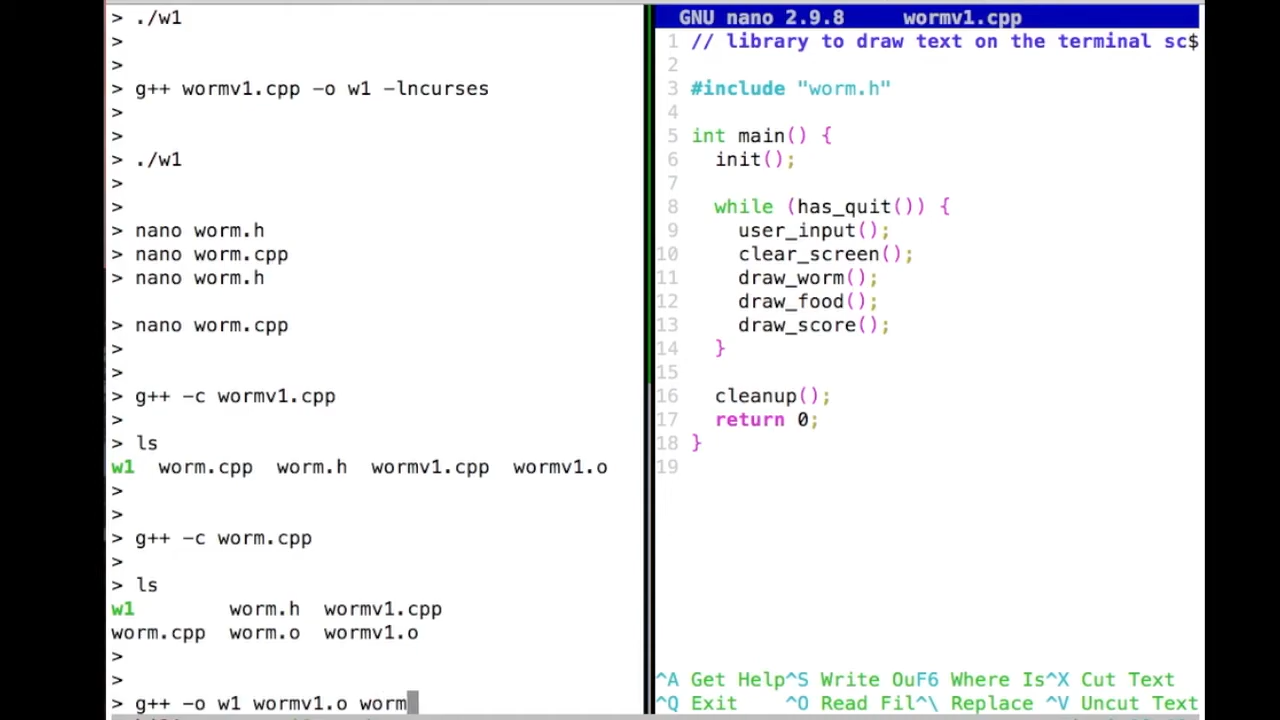 > ./w1
>
>
> g++ wormv1.cpp -o w1 -lncurses
>
>
> ./w1
>
>
> nano worm.h
> nano worm.cpp
> nano worm.h
> nano worm.cpp
>
>
> g++ -c wormv1.cpp
>
> ls
w1  worm.cpp  worm.h  wormv1.cpp  wormv1.o
>
>
> g++ -c worm.cpp
>
> ls
w1        worm.h  wormv1.cpp
worm.cpp  worm.o  wormv1.o
>
>
> g++ -o w1 wormv1.o worm
GNU nano 2.9.8     wormv1.cpp
1 // library to draw text on the terminal sc$
2
3 #include "worm.h"
4
5 int main() {
6   init();
7
8   while (has_quit()) {
9     user_input();
10     clear_screen();
11     draw_worm();
12     draw_food();
13     draw_score();
14   }
15
16   cleanup();
17   return 0;
18 }
19
^A Get Help^S Write OuF6 Where Is^X Cut Text
^Q Exit    ^O Read Fil^\ Replace ^V Uncut Text